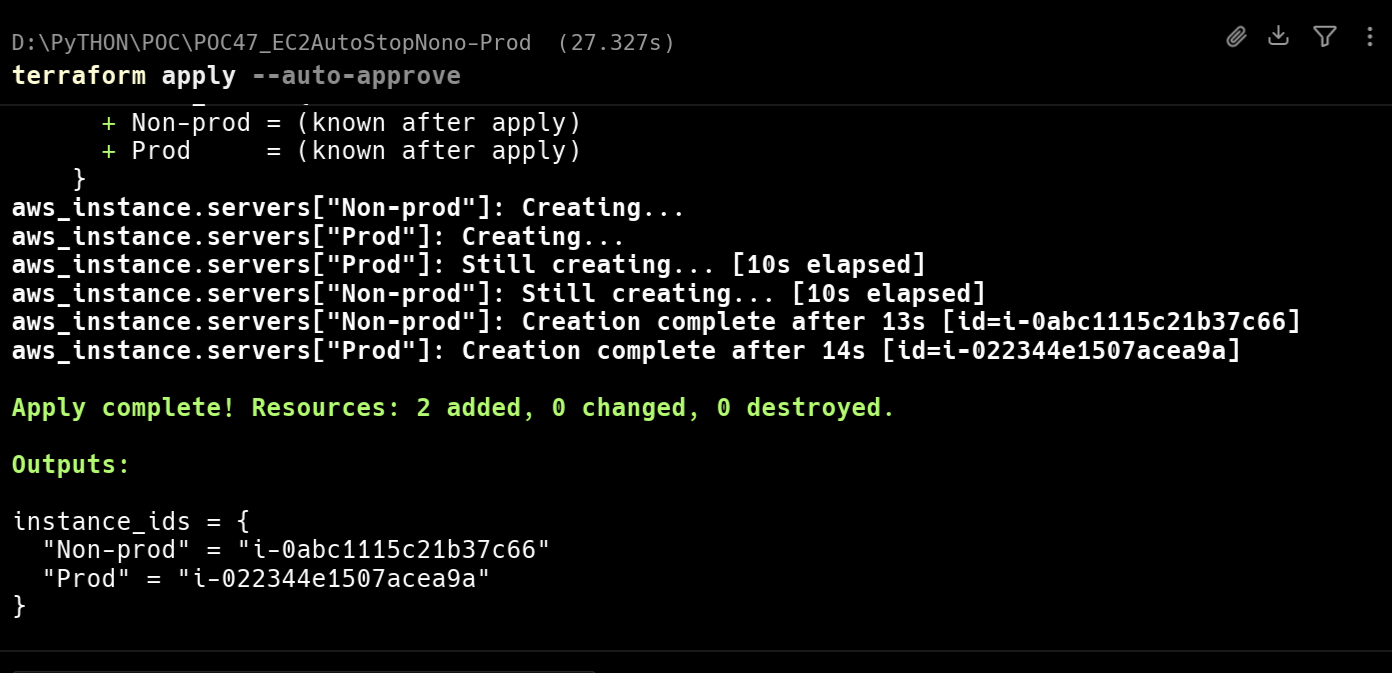 D:\PyTHON\POC\POC47_EC2AutoStopNono-Prod (27.327s)
terraform apply --auto-approve
+ Non-prod = (known after apply)
+ Prod     = (known after apply)
}
aws_instance.servers["Non-prod"]: Creating...
aws_instance.servers["Prod"]: Creating...
aws_instance.servers["Prod"]: Still creating... [10s elapsed]
aws_instance.servers["Non-prod"]: Still creating... [10s elapsed]
aws_instance.servers["Non-prod"]: Creation complete after 13s [id=i-0abc1115c21b37c66]
aws_instance.servers["Prod"]: Creation complete after 14s [id=i-022344e1507acea9a]
Apply complete! Resources: 2 added, 0 changed, 0 destroyed.
Outputs:
instance_ids = {
"Non-prod" = "i-0abc1115c21b37c66"
"Prod" = "i-022344e1507acea9a"
}